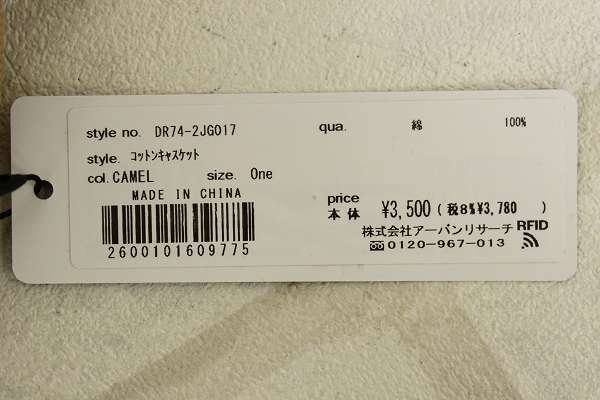 style no. DR74-2JG017
qua. 綿 100%
style. コットンキャスケット
col. CAMEL size. One
MADE IN CHINA
2600101609775
price
本体 ¥3,500 (税8%¥3,780 )
株式会社アーバンリサーチ RFID
0120-967-013